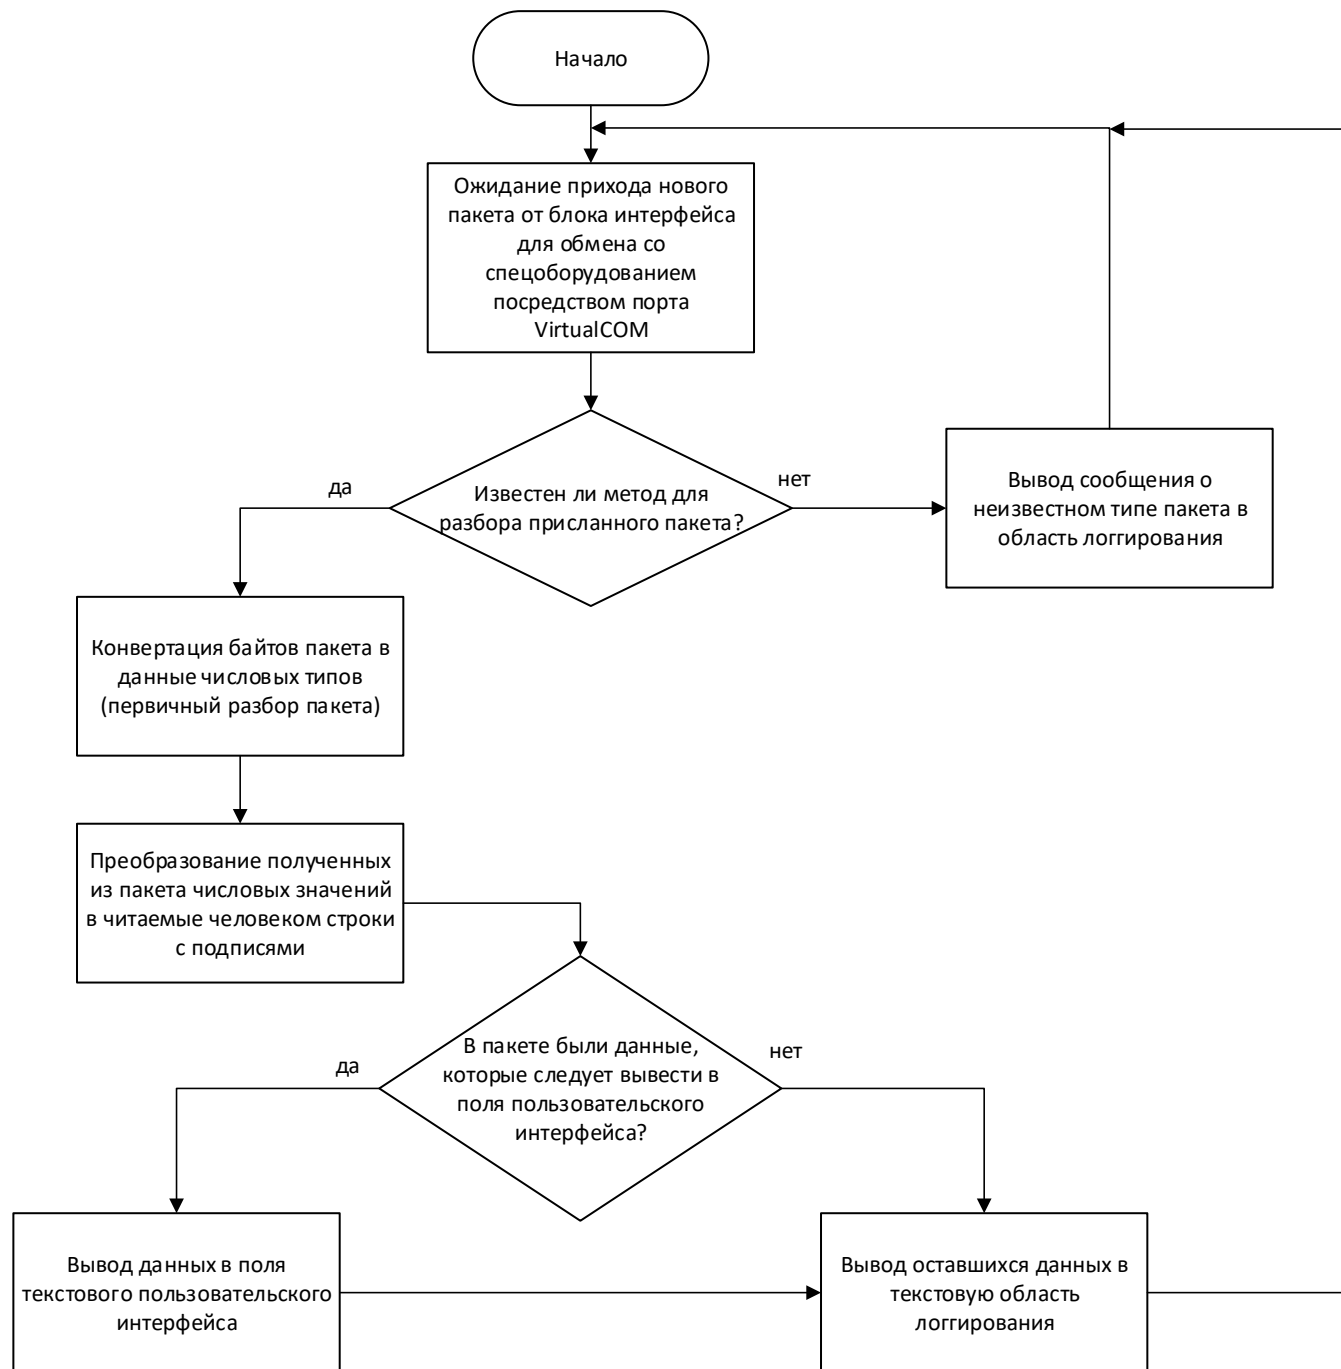 Начало
Ожидание прихода нового
пакета от блока интерфейса
для обмена со
спецоборудованием
посредством порта
VirtualCOM
да
Известен ли метод для
разбора присланного пакета?
нет
Вывод сообщения о
неизвестном типе пакета в
область логгирования
Конвертация байтов пакета в
данные числовых типов
(первичный разбор пакета)
Преобразование полученных
из пакета числовых значений
в читаемые человеком строки
с подписями
да
В пакете были данные,
которые следует вывести в
поля пользовательского
интерфейса?
нет
Вывод данных в поля
текстового пользовательского
интерфейса
Вывод оставшихся данных в
текстовую область
логгирования